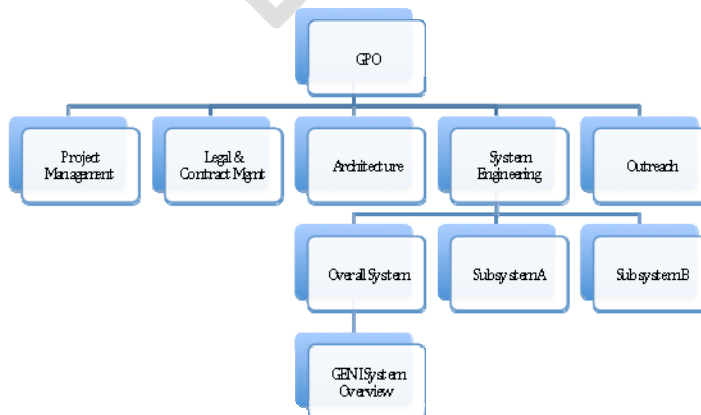 GPO
Project
Management
Legal &
Contract Mgmt
Architecture
System
Engineering
Outreach
Overall System
Subsystem A
Subsystem B
GENI System
Overview